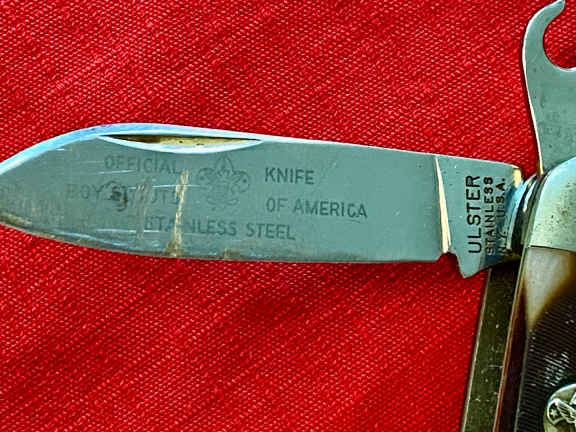 OFFICIAL KNIFE
BOY SCOUTS OF AMERICA
STAINLESS STEEL
ULSTER
STAINLESS
N.Y. U.S.A.